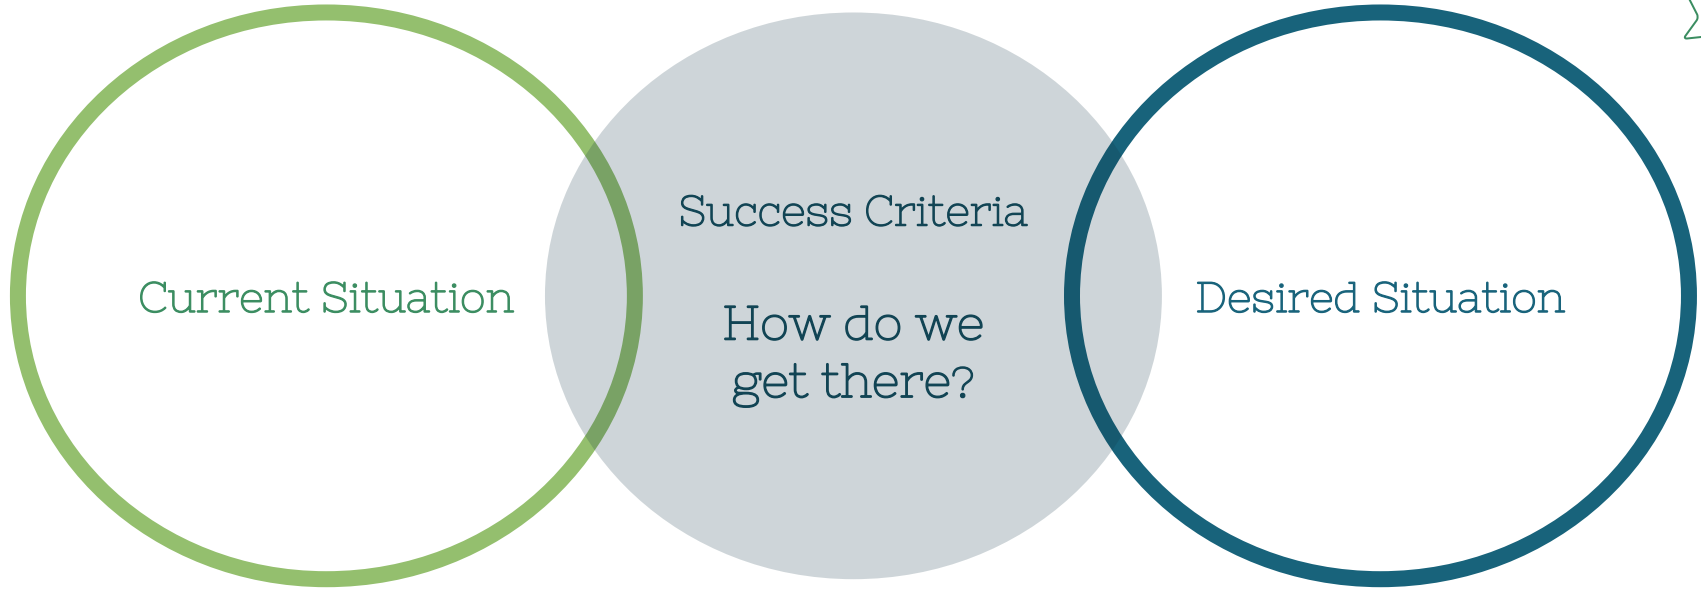 Current Situation
Success Criteria
How do we
get there?
Desired Situation